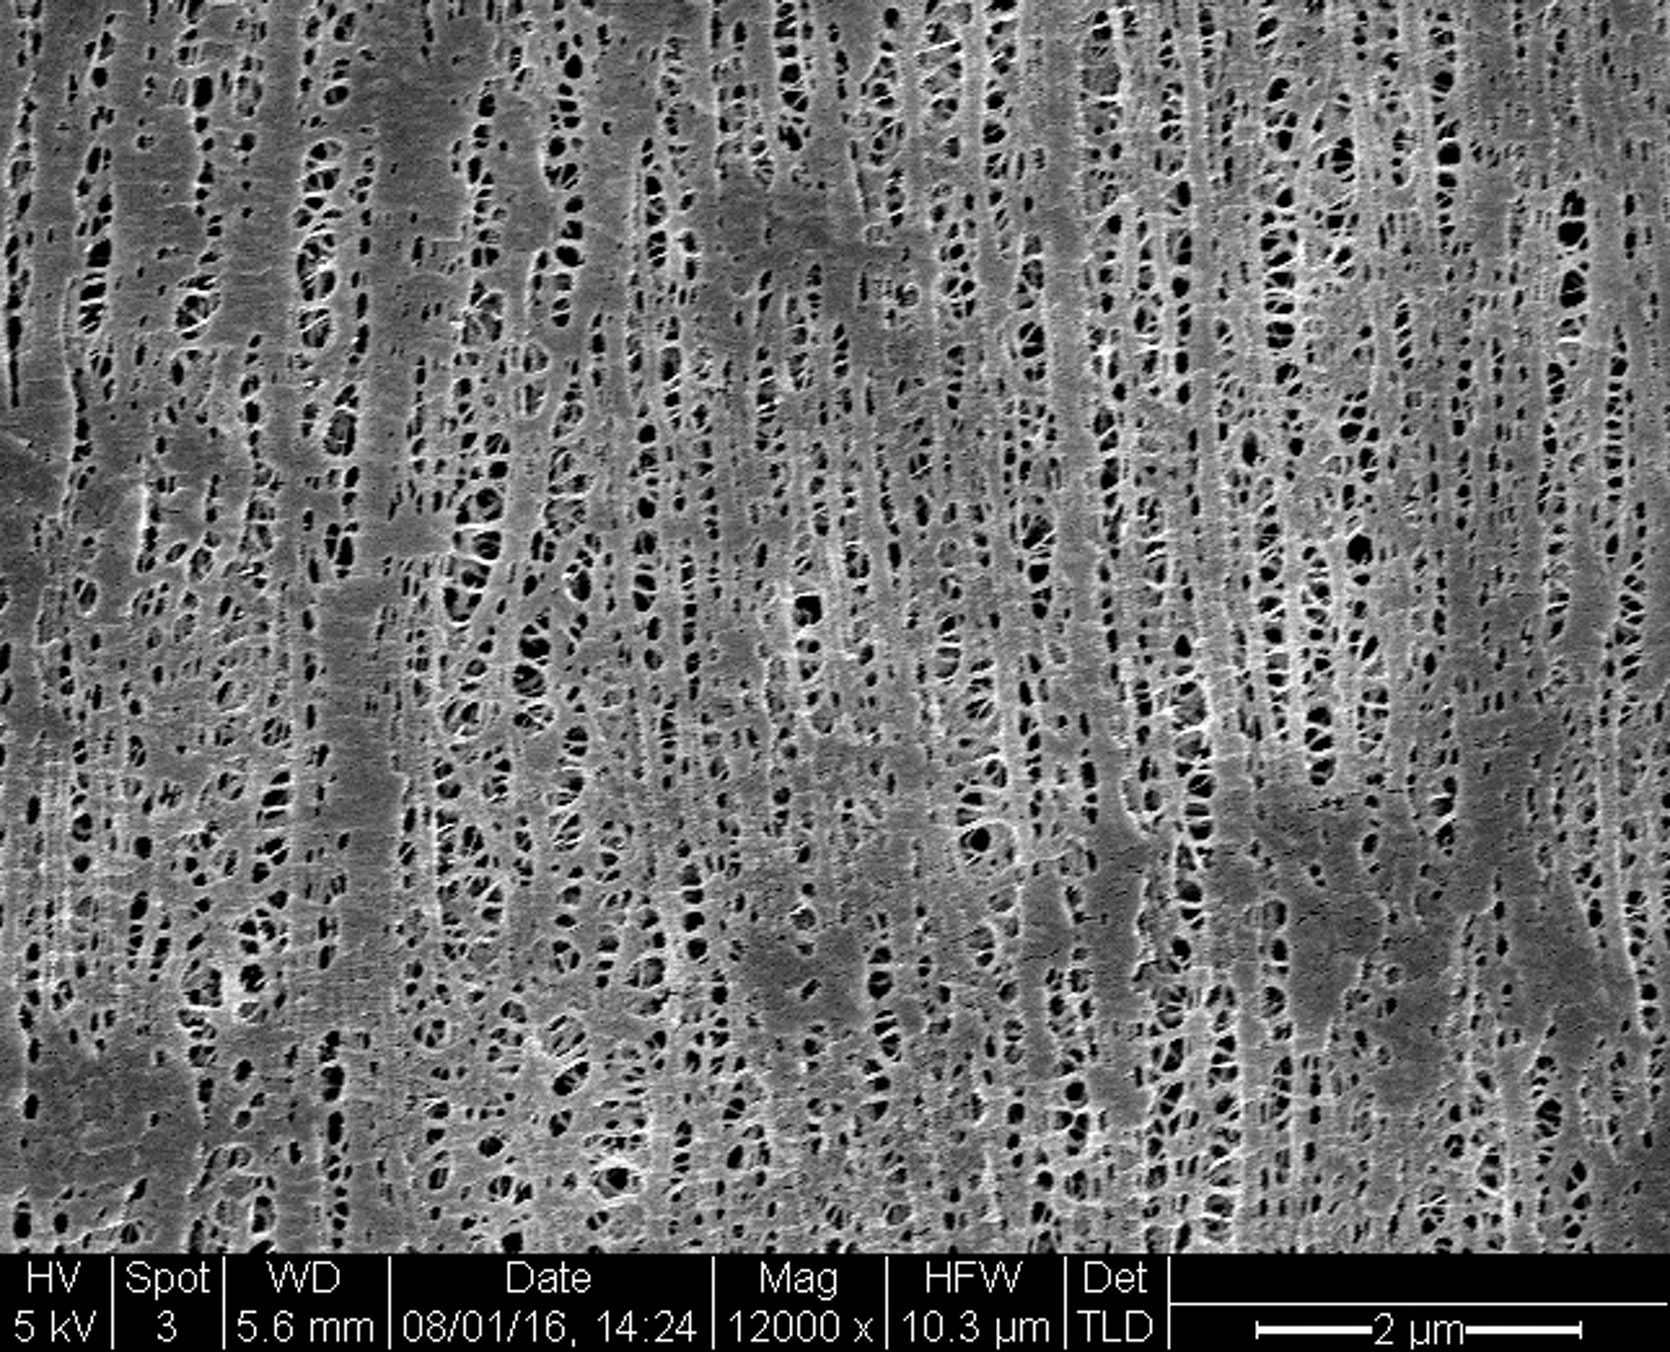 HV Spot WD Date Mag HFW Det
5 kV 3 5.6 mm 08/01/16, 14:24 12000 x 10.3 µm TLD 2 µm